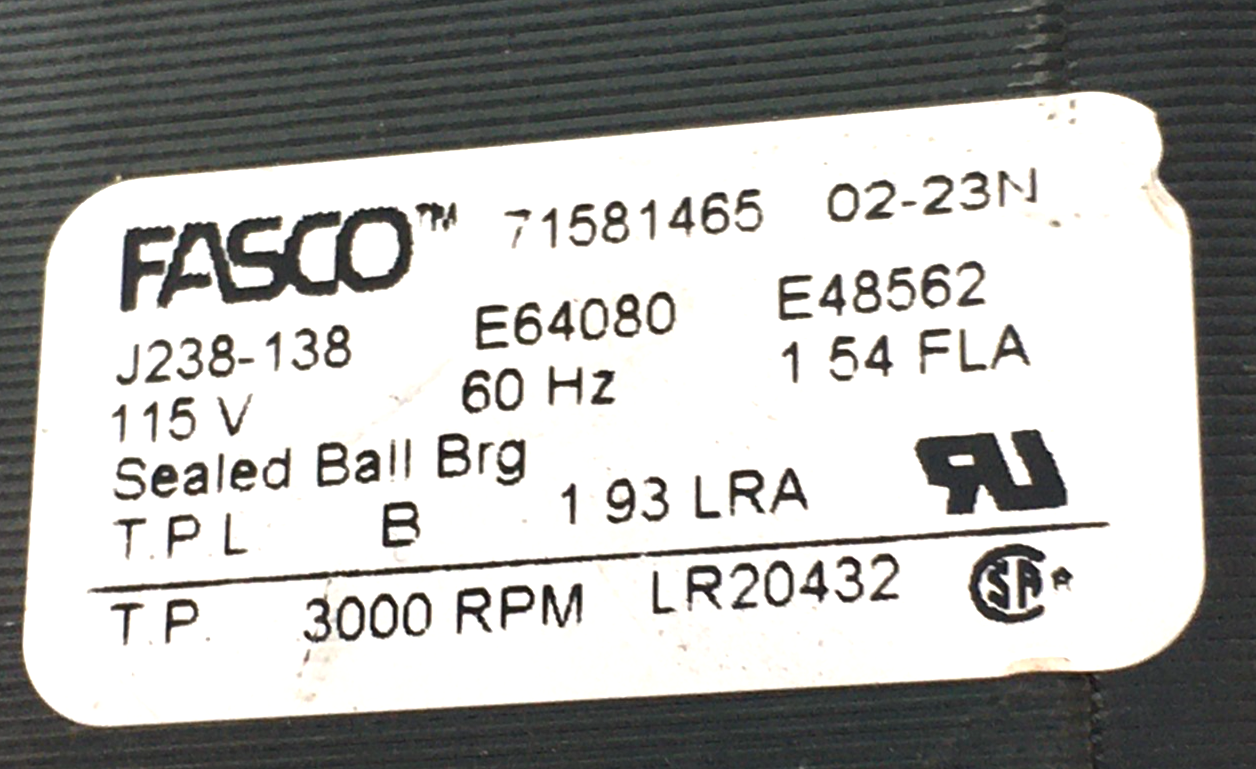 FASCO™ 71581465 02-23N
J238-138 E64080 E48562
115 V 60 Hz 1 54 FLA
Sealed Ball Brg
T.P.L B 1 93 LRA
T.P. 3000 RPM LR20432